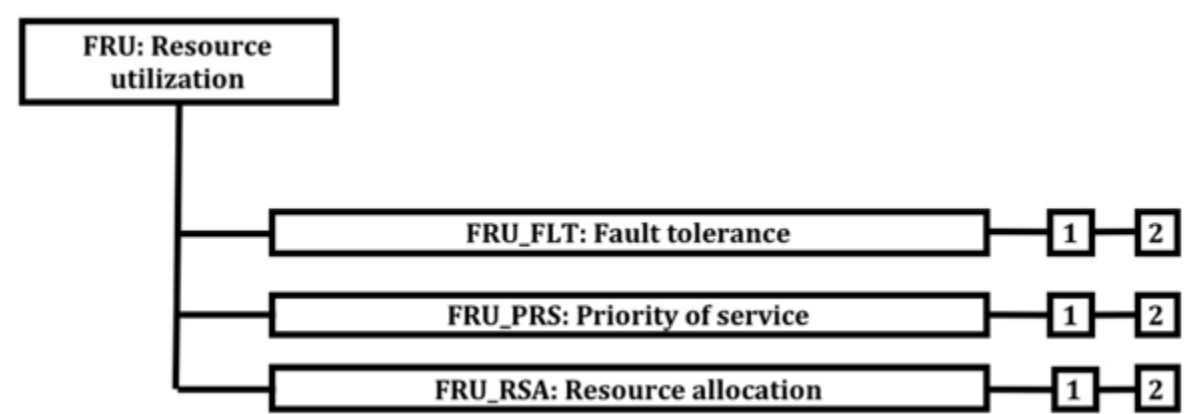 FRU: Resource
utilization
FRU_FLT: Fault tolerance 1 2
FRU_PRS: Priority of service 1 2
FRU_RSA: Resource allocation 1 2